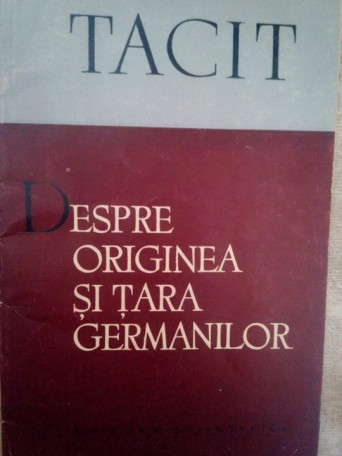 TACIT
DESPRE
ORIGINEA
ȘI ȚARA
GERMANILOR